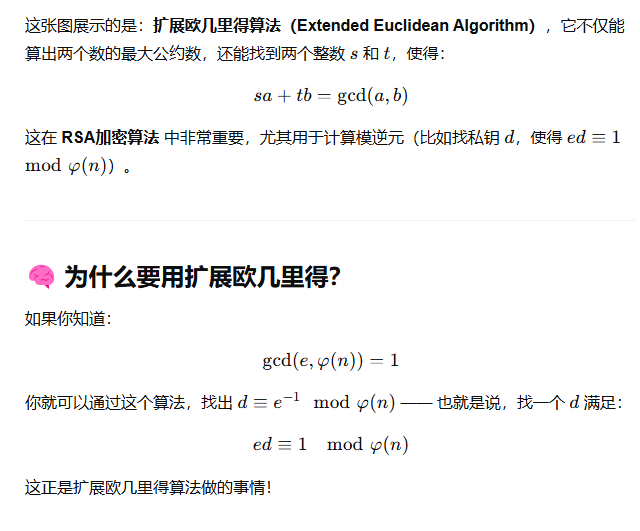 这张图展示的是：扩展欧几里得算法（Extended Euclidean Algorithm），它不仅能
算出两个数的最大公约数，还能找到两个整数 s 和 t，使得：
sa + tb = gcd(a, b)
这在 RSA加密算法 中非常重要，尤其用于计算模逆元（比如找私钥 d，使得 ed ≡ 1
mod φ(n)）。
🧠 为什么要用扩展欧几里得？
如果你知道：
gcd(e, φ(n)) = 1
你就可以通过这个算法，找出 d ≡ e⁻¹ mod φ(n) —— 也就是说，找一个 d 满足：
ed ≡ 1 mod φ(n)
这正是扩展欧几里得算法做的事情！